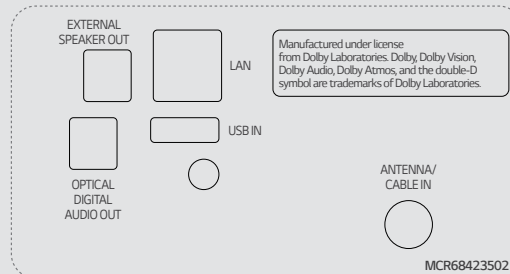 EXTERNAL
SPEAKER OUT
LAN
Manufactured under license
from Dolby Laboratories. Dolby, Dolby Vision,
Dolby Audio, Dolby Atmos, and the double-D
symbol are trademarks of Dolby Laboratories.
USB IN
OPTICAL
DIGITAL
AUDIO OUT
ANTENNA/
CABLE IN
MCR68423502